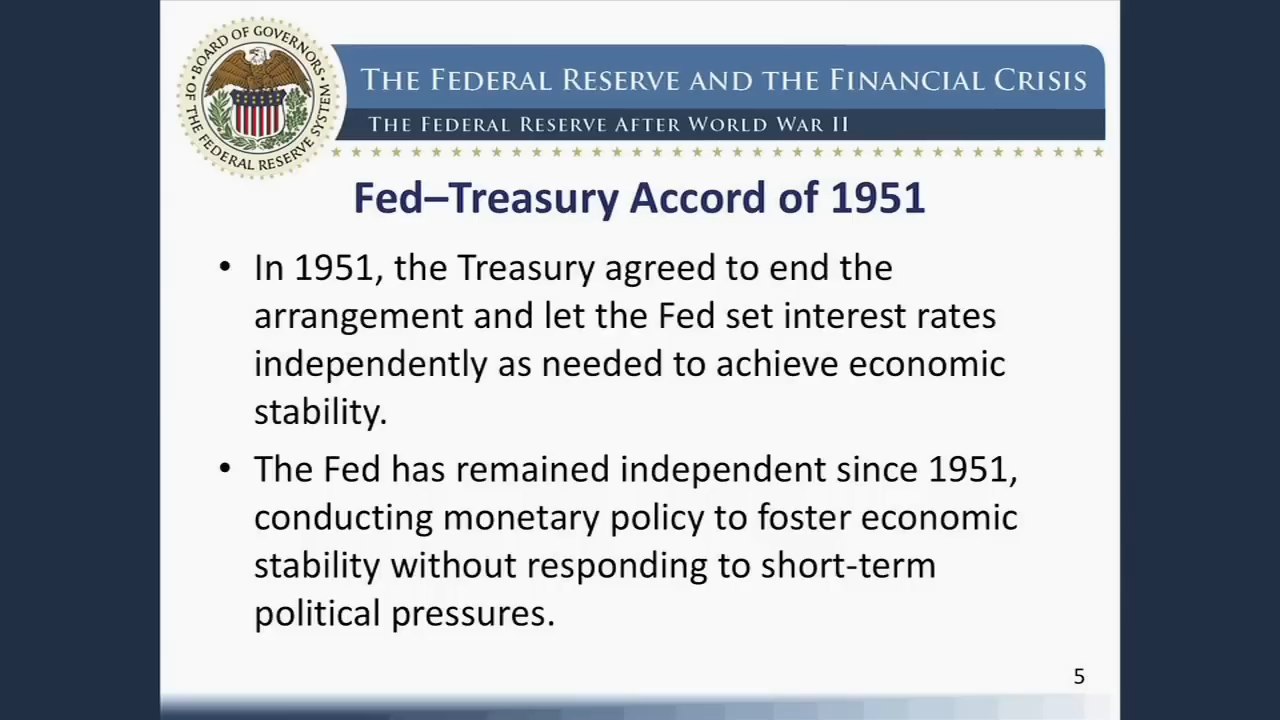 BOARD OF GOVERNORS
OF THE FEDERAL RESERVE SYSTEM
THE FEDERAL RESERVE AND THE FINANCIAL CRISIS
THE FEDERAL RESERVE AFTER WORLD WAR II
Fed–Treasury Accord of 1951
• In 1951, the Treasury agreed to end the
arrangement and let the Fed set interest rates
independently as needed to achieve economic
stability.
• The Fed has remained independent since 1951,
conducting monetary policy to foster economic
stability without responding to short-term
political pressures.
5